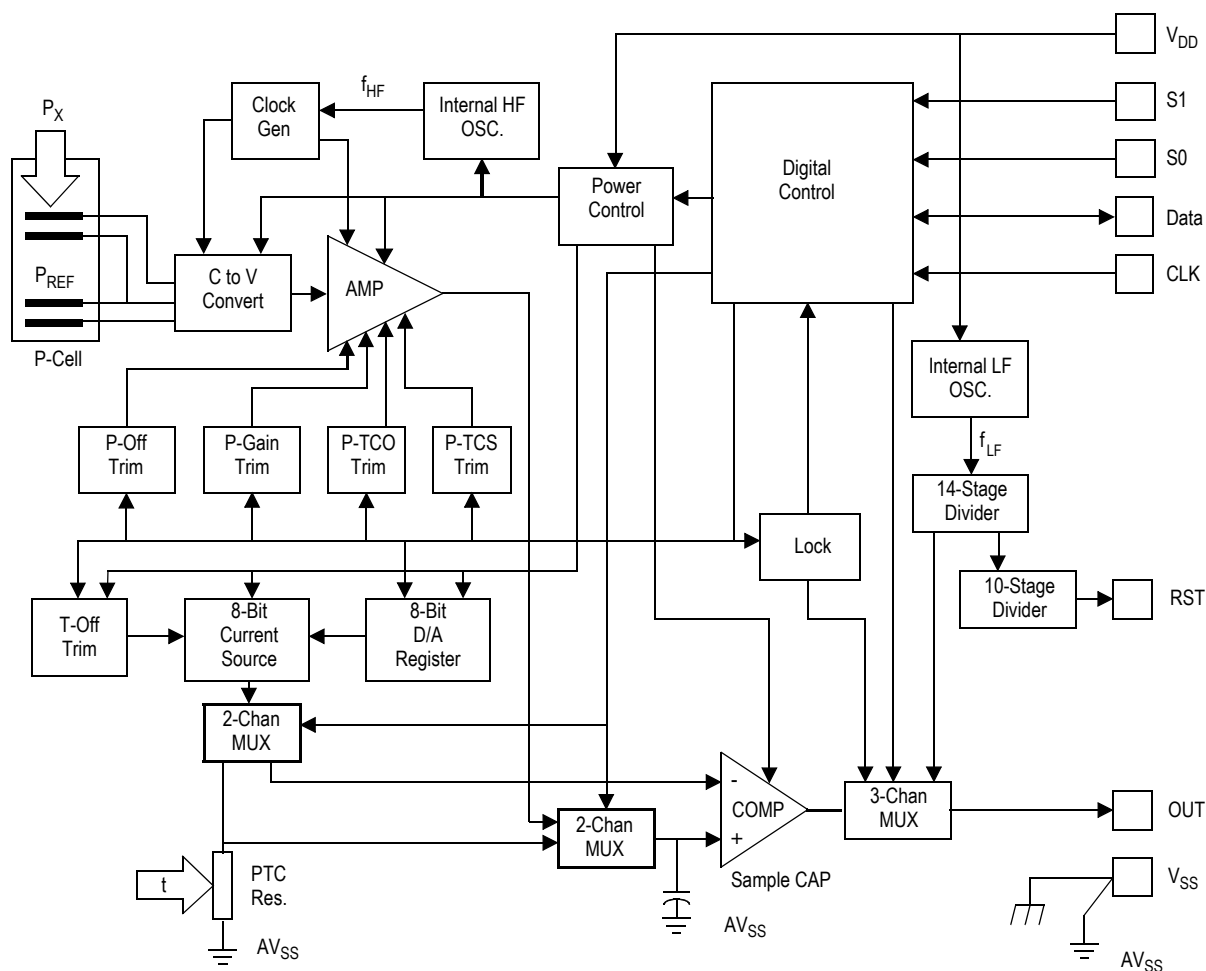 V_DD
f_HF
Clock
Gen
Internal HF
OSC.
P_X
S1
S0
Digital
Control
Power
Control
Data
P_REF
C to V
Convert
AMP
CLK
P-Cell
Internal LF
OSC.
P-Off
Trim
P-Gain
Trim
P-TCO
Trim
P-TCS
Trim
f_LF
14-Stage
Divider
Lock
10-Stage
Divider
RST
T-Off
Trim
8-Bit
Current
Source
8-Bit
D/A
Register
2-Chan
MUX
-
COMP
+
3-Chan
MUX
OUT
2-Chan
MUX
PTC
Res.
t
Sample CAP
V_SS
AV_SS
AV_SS
AV_SS